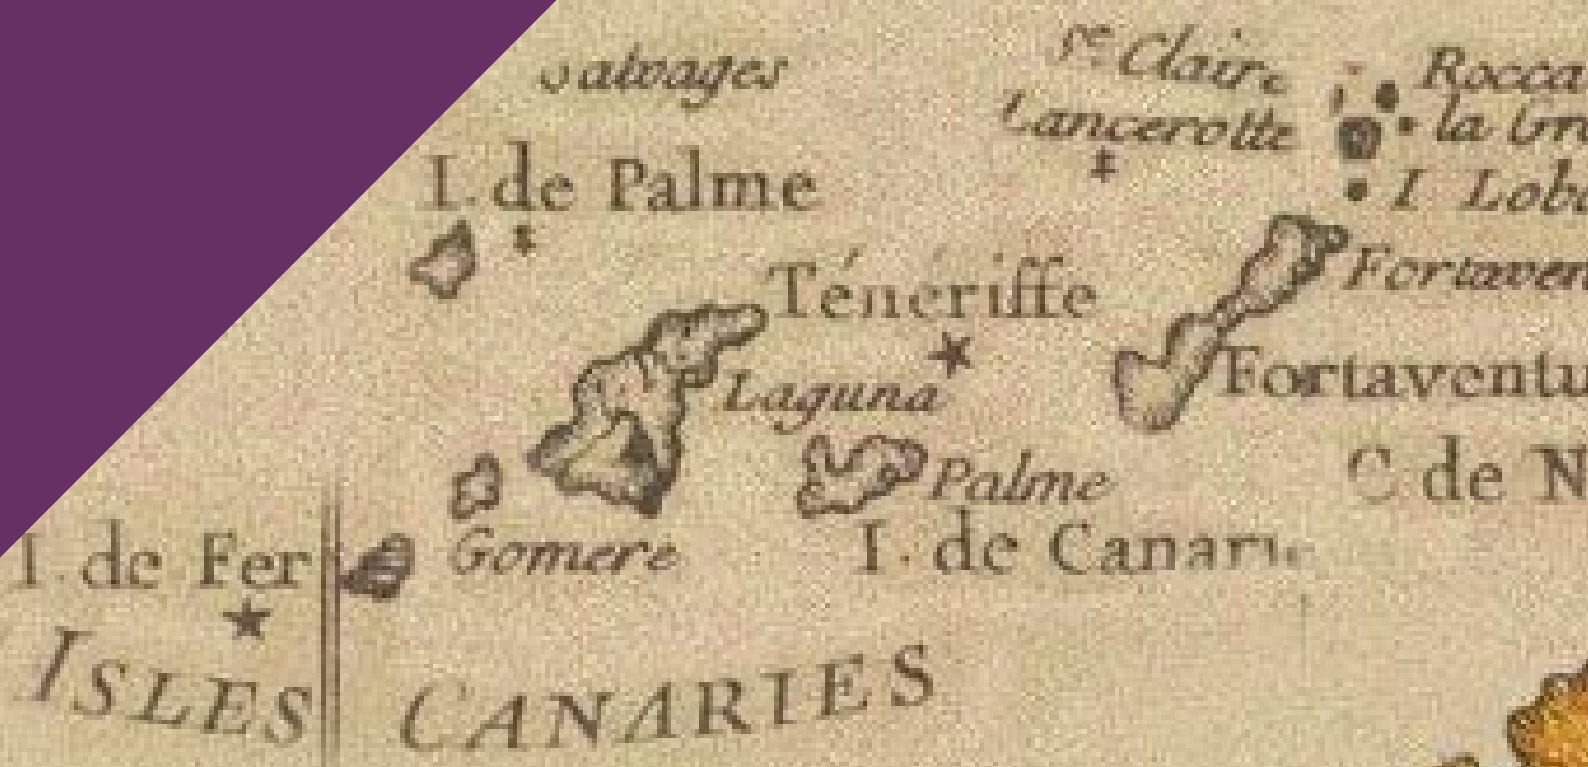 Salvages
Sᵗᵉ Claire
Lancerotte
Rocca
la Gra
I. de Palme
I Lobo
Ténériffe
Fortaven
Laguna
Fortaventu
Palme
C de N
Gomere
I. de Canarie
I. de Fer
ISLES CANARIES